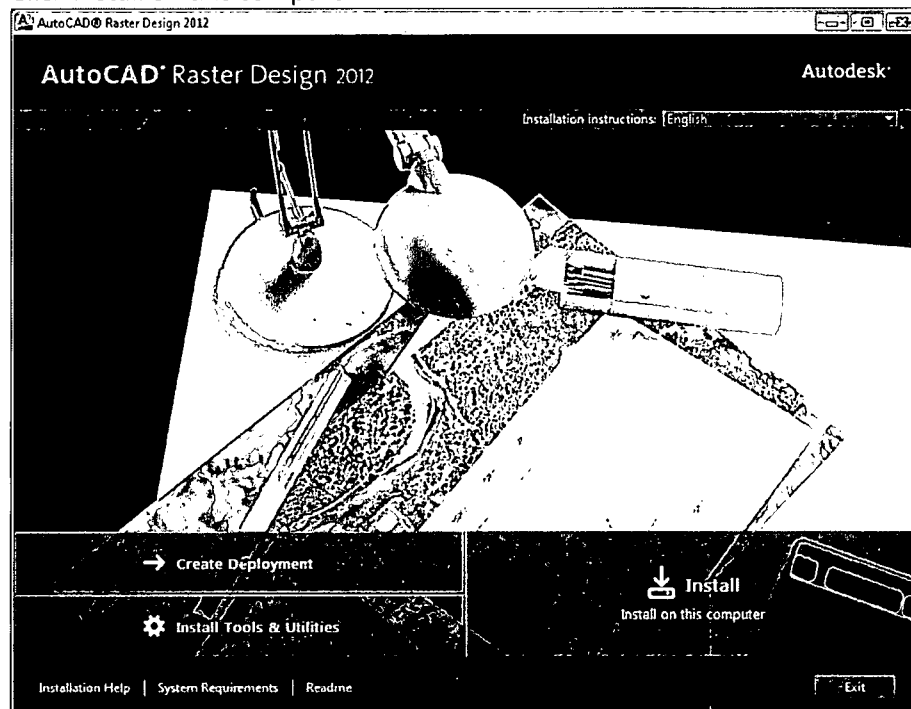 AutoCAD® Raster Design 2012
AutoCAD® Raster Design 2012
Autodesk®
Installation instructions: English
→ Create Deployment
Install
Install on this computer
Install Tools & Utilities
Installation Help | System Requirements | Readme
Exit